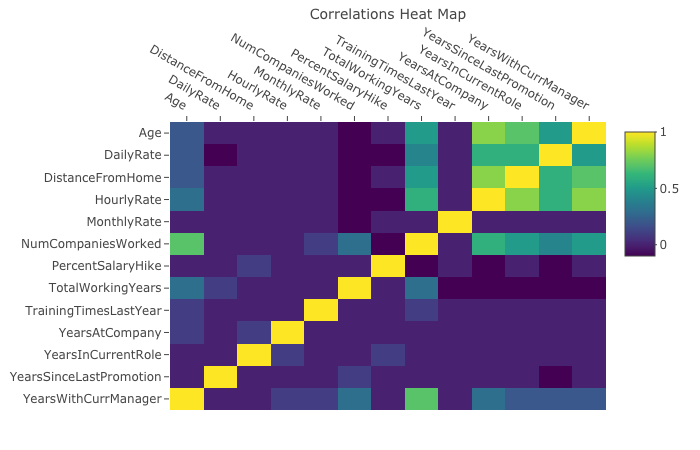 Correlations Heat Map
Age
DailyRate
DistanceFromHome
HourlyRate
MonthlyRate
NumCompaniesWorked
PercentSalaryHike
TotalWorkingYears
TrainingTimesLastYear
YearsAtCompany
YearsInCurrentRole
YearsSinceLastPromotion
YearsWithCurrManager
Age
DailyRate
DistanceFromHome
HourlyRate
MonthlyRate
NumCompaniesWorked
PercentSalaryHike
TotalWorkingYears
TrainingTimesLastYear
YearsAtCompany
YearsInCurrentRole
YearsSinceLastPromotion
YearsWithCurrManager
1
0.5
0